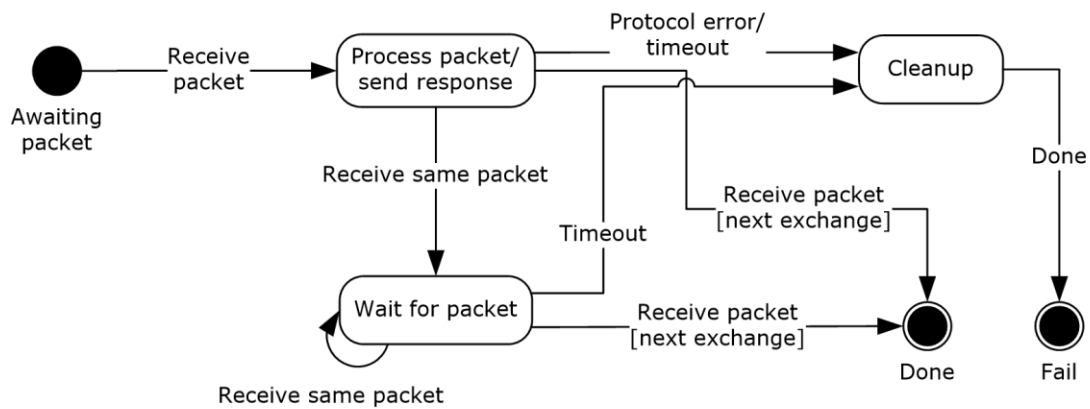 Protocol error/
timeout
Receive
packet
Process packet/
send response
Cleanup
Awaiting
packet
Done
Receive same packet
Receive packet
[next exchange]
Timeout
Wait for packet
Receive packet
[next exchange]
Done
Fail
Receive same packet